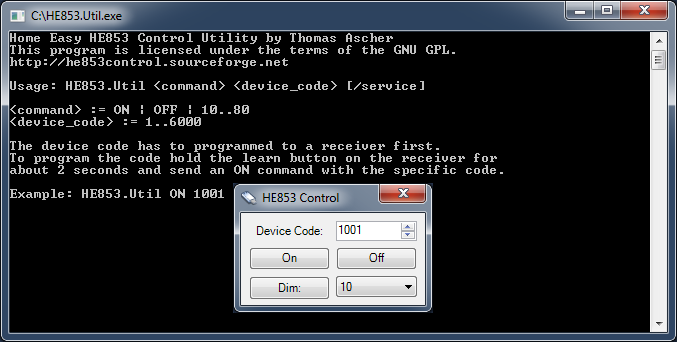 C:\HE853.Util.exe
Home Easy HE853 Control Utility by Thomas Ascher
This program is licensed under the terms of the GNU GPL.
http://he853control.sourceforge.net
Usage: HE853.Util <command> <device_code> [/service]
<command> := ON ¦ OFF ¦ 10..80
<device_code> := 1..6000
The device code has to programmed to a receiver first.
To program the code hold the learn button on the receiver for
about 2 seconds and send an ON command with the specific code.
Example: HE853.Util ON 1001
HE853 Control
Device Code: 1001
On Off
Dim: 10